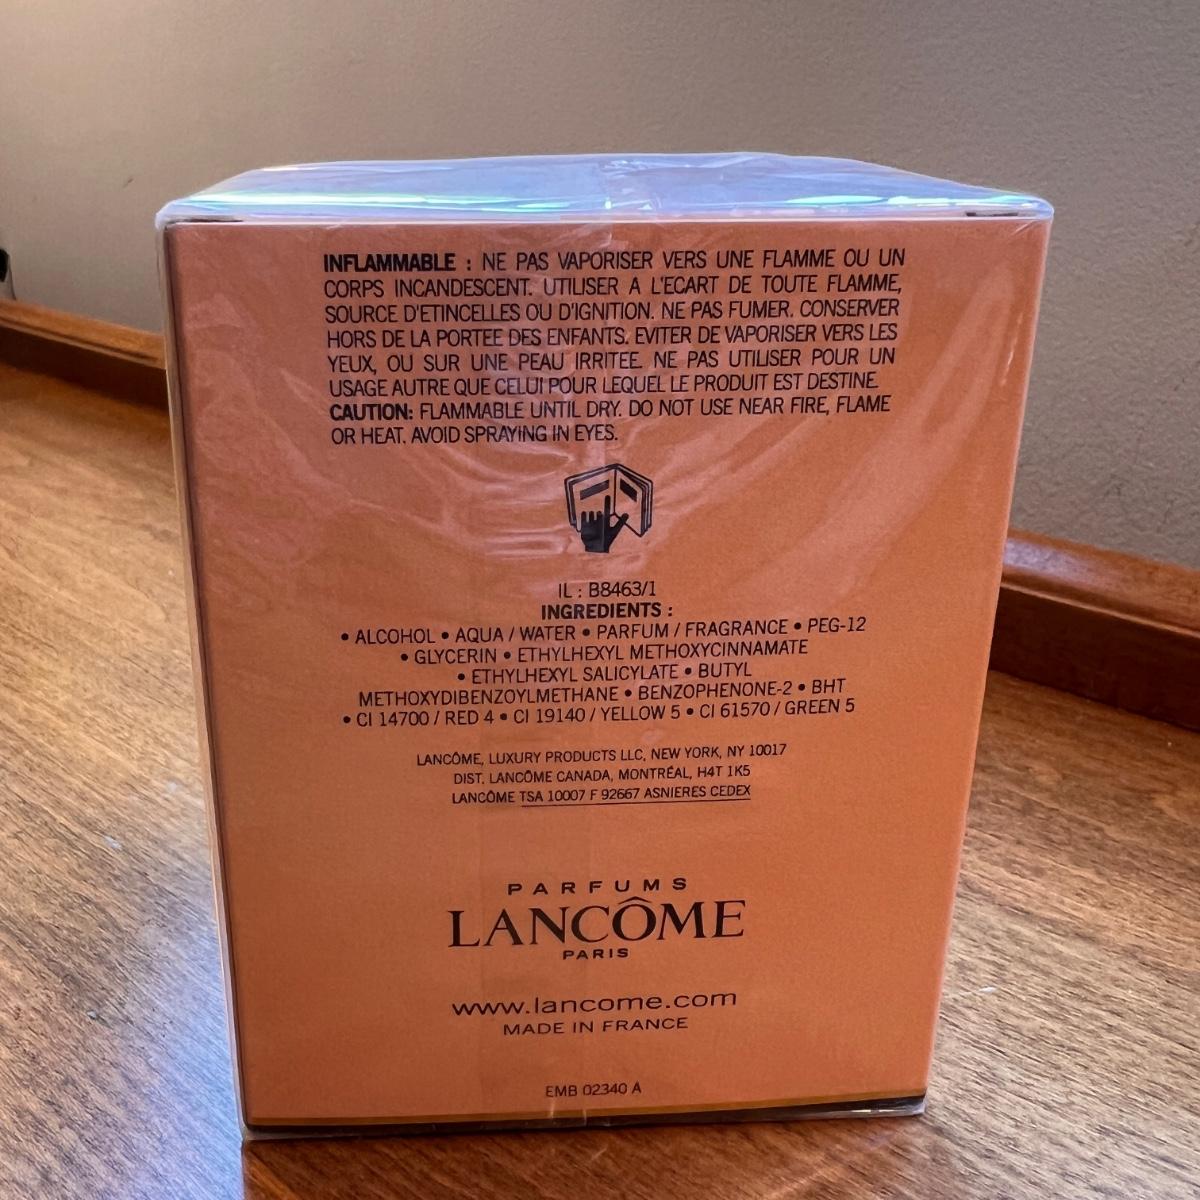 INFLAMMABLE : NE PAS VAPORISER VERS UNE FLAMME OU UN
CORPS INCANDESCENT. UTILISER A L'ECART DE TOUTE FLAMME,
SOURCE D'ETINCELLES OU D'IGNITION. NE PAS FUMER. CONSERVER
HORS DE LA PORTEE DES ENFANTS. EVITER DE VAPORISER VERS LES
YEUX, OU SUR UNE PEAU IRRITEE. NE PAS UTILISER POUR UN
USAGE AUTRE QUE CELUI POUR LEQUEL LE PRODUIT EST DESTINE.
CAUTION: FLAMMABLE UNTIL DRY. DO NOT USE NEAR FIRE, FLAME
OR HEAT. AVOID SPRAYING IN EYES.
IL : B8463/1
INGREDIENTS :
• ALCOHOL • AQUA / WATER • PARFUM / FRAGRANCE • PEG-12
• GLYCERIN • ETHYLHEXYL METHOXYCINNAMATE
• ETHYLHEXYL SALICYLATE • BUTYL
METHOXYDIBENZOYLMETHANE • BENZOPHENONE-2 • BHT
• CI 14700 / RED 4 • CI 19140 / YELLOW 5 • CI 61570 / GREEN 5
LANCÔME, LUXURY PRODUCTS LLC, NEW YORK, NY 10017
DIST. LANCÔME CANADA, MONTRÉAL, H4T 1K5
LANCÔME TSA 10007 F 92667 ASNIERES CEDEX
PARFUMS
LANCÔME
PARIS
www.lancome.com
MADE IN FRANCE
EMB 02340 A